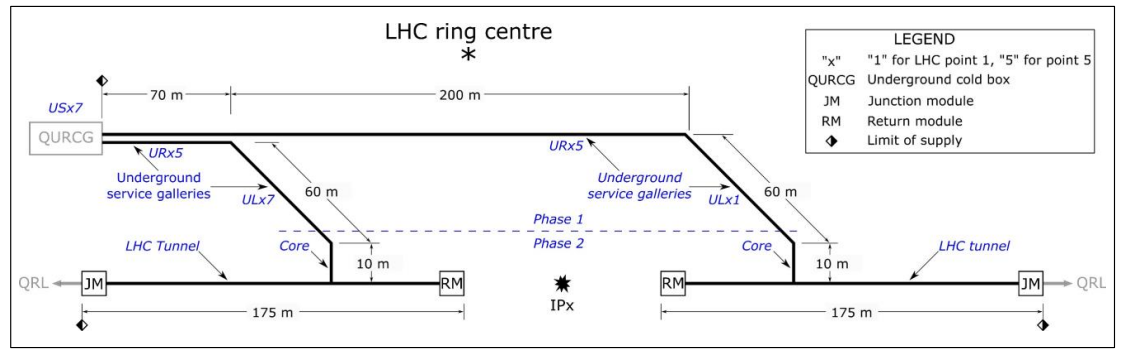 LHC ring centre
*
LEGEND
"x" "1" for LHC point 1, "5" for point 5
QURCG Underground cold box
JM Junction module
RM Return module
Limit of supply
70 m
200 m
USx7
QURCG
URx5
URx5
Underground
service galleries
Underground
service galleries
ULx7
60 m
ULx1
60 m
Phase 1
Phase 2
LHC Tunnel
Core
10 m
Core
10 m
LHC tunnel
QRL
JM
RM
IPx
RM
JM
QRL
175 m
175 m